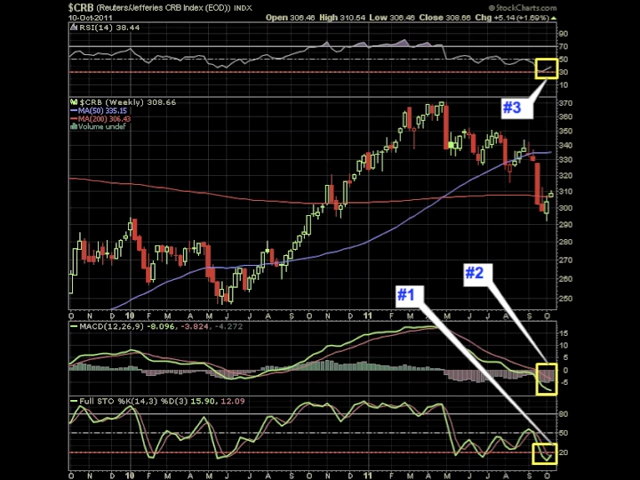 $CRB (Reuters/Jefferies CRB Index (EOD)) INDX © StockCharts.com
10-Oct-2011 Open 306.46 High 310.54 Low 306.46 Close 308.66 Chg +5.14 (+1.69%)
RSI(14) 38.44
90
70
50
30
10
#3
$CRB (Weekly) 308.66
MA(50) 335.15
MA(200) 306.43
Volume undef
370
360
350
340
330
320
310
300
290
280
270
260
250
#2
#1
O N D 10 F M A M J J A S O N D 11 F M A M J J A S O
MACD(12,26,9) -8.096, -3.824, -4.272
15
10
5
0
-5
Full STO %K(14,3) %D(3) 15.90, 12.09
80
50
20
O N D 10 F M A M J J A S O N D 11 F M A M J J A S O